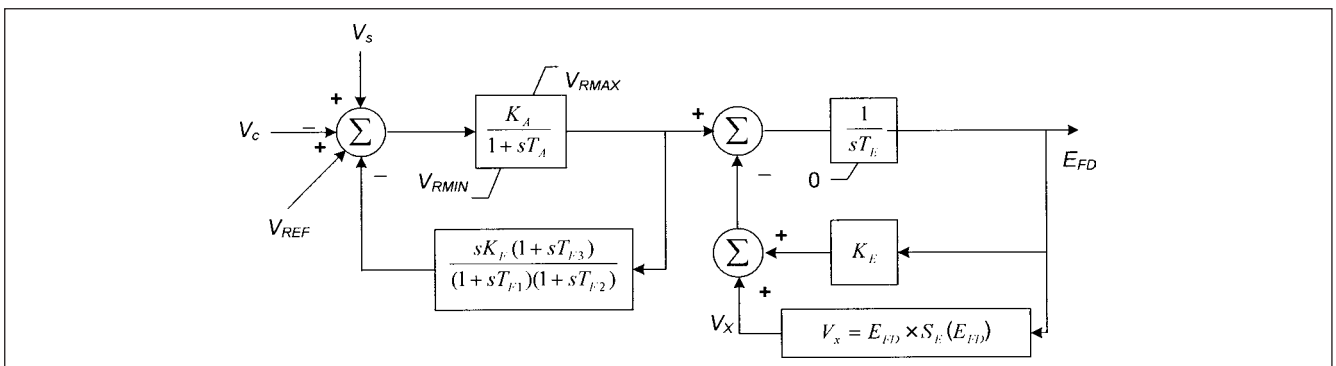 V_s
+
V_c
−
+
V_REF
−
Σ
V_RMAX
K_A
1 + sT_A
V_RMIN
sK_F (1 + sT_F3)
(1 + sT_F1)(1 + sT_F2)
+
Σ
−
1
sT_E
0
E_FD
Σ
+
K_E
+
V_X
V_x = E_FD × S_E (E_FD)